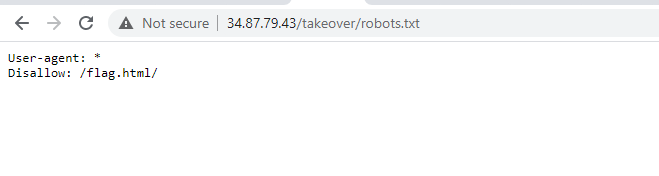 Not secure | 34.87.79.43/takeover/robots.txt
User-agent: *
Disallow: /flag.html/